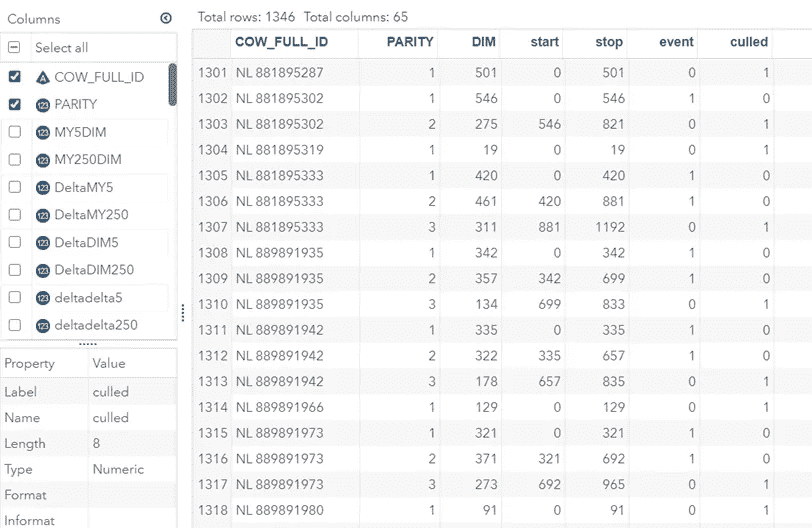 Columns
Total rows: 1346 Total columns: 65
Select all
COW_FULL_ID
PARITY
MY5DIM
MY250DIM
DeltaMY5
DeltaMY250
DeltaDIM5
DeltaDIM250
deltadelta5
deltadelta250
Property Value
Label culled
Name culled
Length 8
Type Numeric
Format
Informat
COW_FULL_ID PARITY DIM start stop event culled
1301 NL 881895287 1 501 0 501 0 1
1302 NL 881895302 1 546 0 546 1 0
1303 NL 881895302 2 275 546 821 0 1
1304 NL 881895319 1 19 0 19 0 1
1305 NL 881895333 1 420 0 420 1 0
1306 NL 881895333 2 461 420 881 1 0
1307 NL 881895333 3 311 881 1192 0 1
1308 NL 889891935 1 342 0 342 1 0
1309 NL 889891935 2 357 342 699 1 0
1310 NL 889891935 3 134 699 833 0 1
1311 NL 889891942 1 335 0 335 1 0
1312 NL 889891942 2 322 335 657 1 0
1313 NL 889891942 3 178 657 835 0 1
1314 NL 889891966 1 129 0 129 0 1
1315 NL 889891973 1 321 0 321 1 0
1316 NL 889891973 2 371 321 692 1 0
1317 NL 889891973 3 273 692 965 0 1
1318 NL 889891980 1 91 0 91 0 1